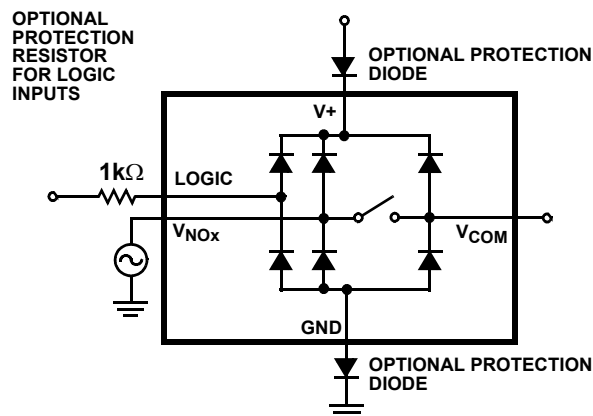 OPTIONAL
PROTECTION
RESISTOR
FOR LOGIC
INPUTS
OPTIONAL PROTECTION
DIODE
V+
1kΩ
LOGIC
VNOx
VCOM
GND
OPTIONAL PROTECTION
DIODE